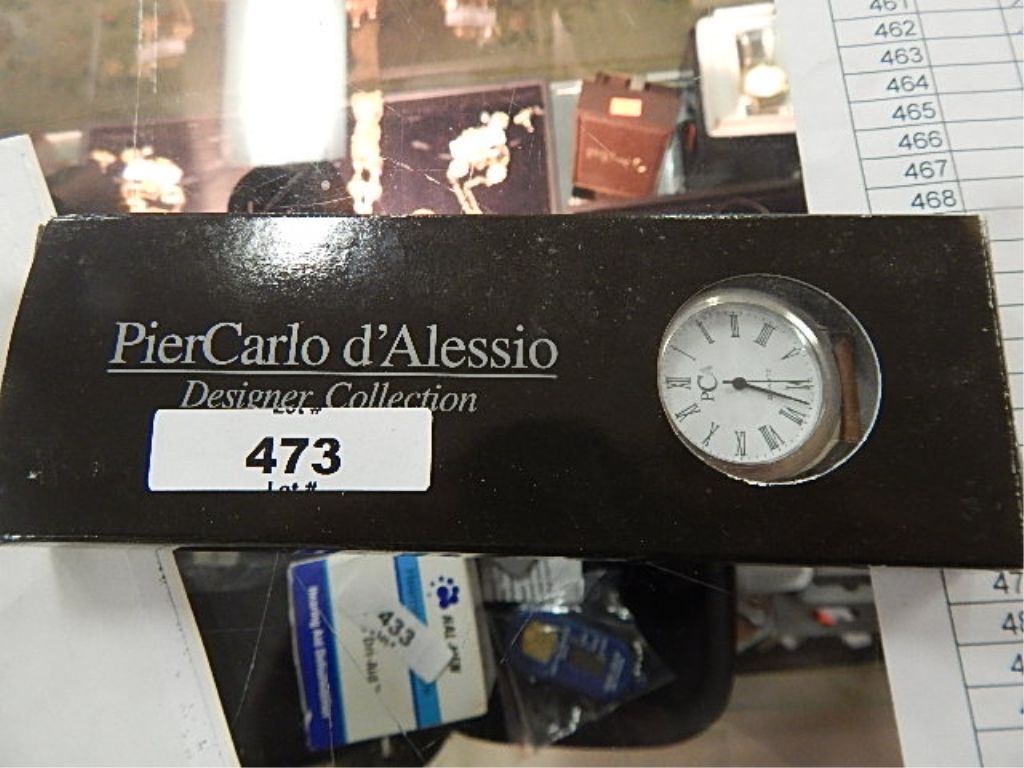 461
462
463
464
465
466
467
468
PierCarlo d'Alessio
Designer Collection
Lot #
473
Lot #
PCA
433